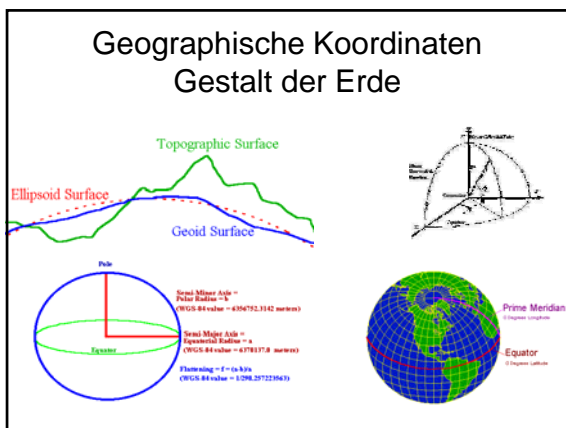 Geographische Koordinaten
Gestalt der Erde
Topographic Surface
Ellipsoid Surface
Geoid Surface
Pole
Semi-Minor Axis =
Polar Radius = b
(WGS-84 value = 6356752.3142 meters)
Semi-Major Axis =
Equatorial Radius = a
(WGS-84 value = 6378137.0 meters)
Equator
Flattening = f = (a-b)/a
(WGS-84 value = 1/298.257223563)
Prime Meridian
0 Degrees Longitude
Equator
0 Degrees Latitude